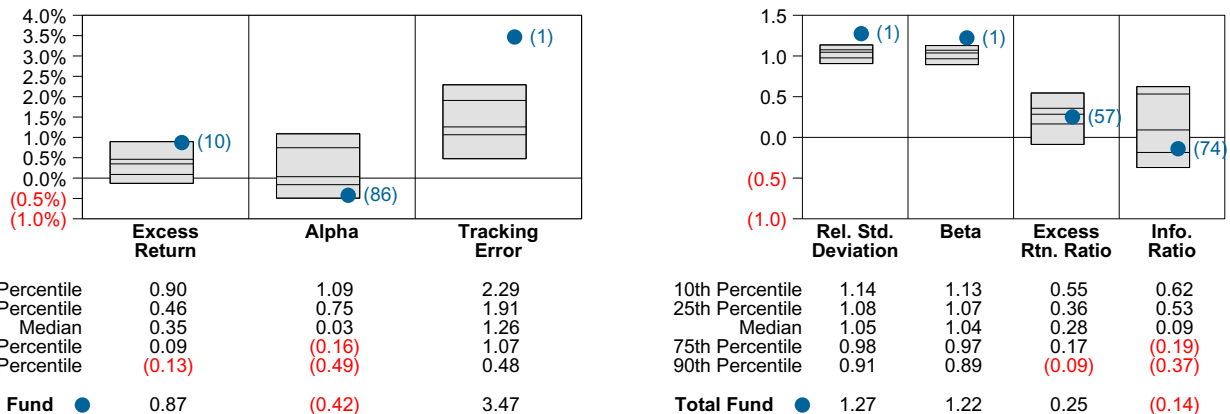 4.0%
3.5%
3.0%
2.5%
2.0%
1.5%
1.0%
0.5%
0.0%
(0.5%)
(1.0%)
(10)
(86)
(1)
Excess Return
Alpha
Tracking Error
Percentile 0.90 1.09 2.29
Percentile 0.46 0.75 1.91
Median 0.35 0.03 1.26
Percentile 0.09 (0.16) 1.07
Percentile (0.13) (0.49) 0.48
Fund 0.87 (0.42) 3.47
1.5
1.0
0.5
0.0
(0.5)
(1.0)
(1)
(1)
(57)
(74)
Rel. Std. Deviation
Beta
Excess Rtn. Ratio
Info. Ratio
10th Percentile 1.14 1.13 0.55 0.62
25th Percentile 1.08 1.07 0.36 0.53
Median 1.05 1.04 0.28 0.09
75th Percentile 0.98 0.97 0.17 (0.19)
90th Percentile 0.91 0.89 (0.09) (0.37)
Total Fund 1.27 1.22 0.25 (0.14)